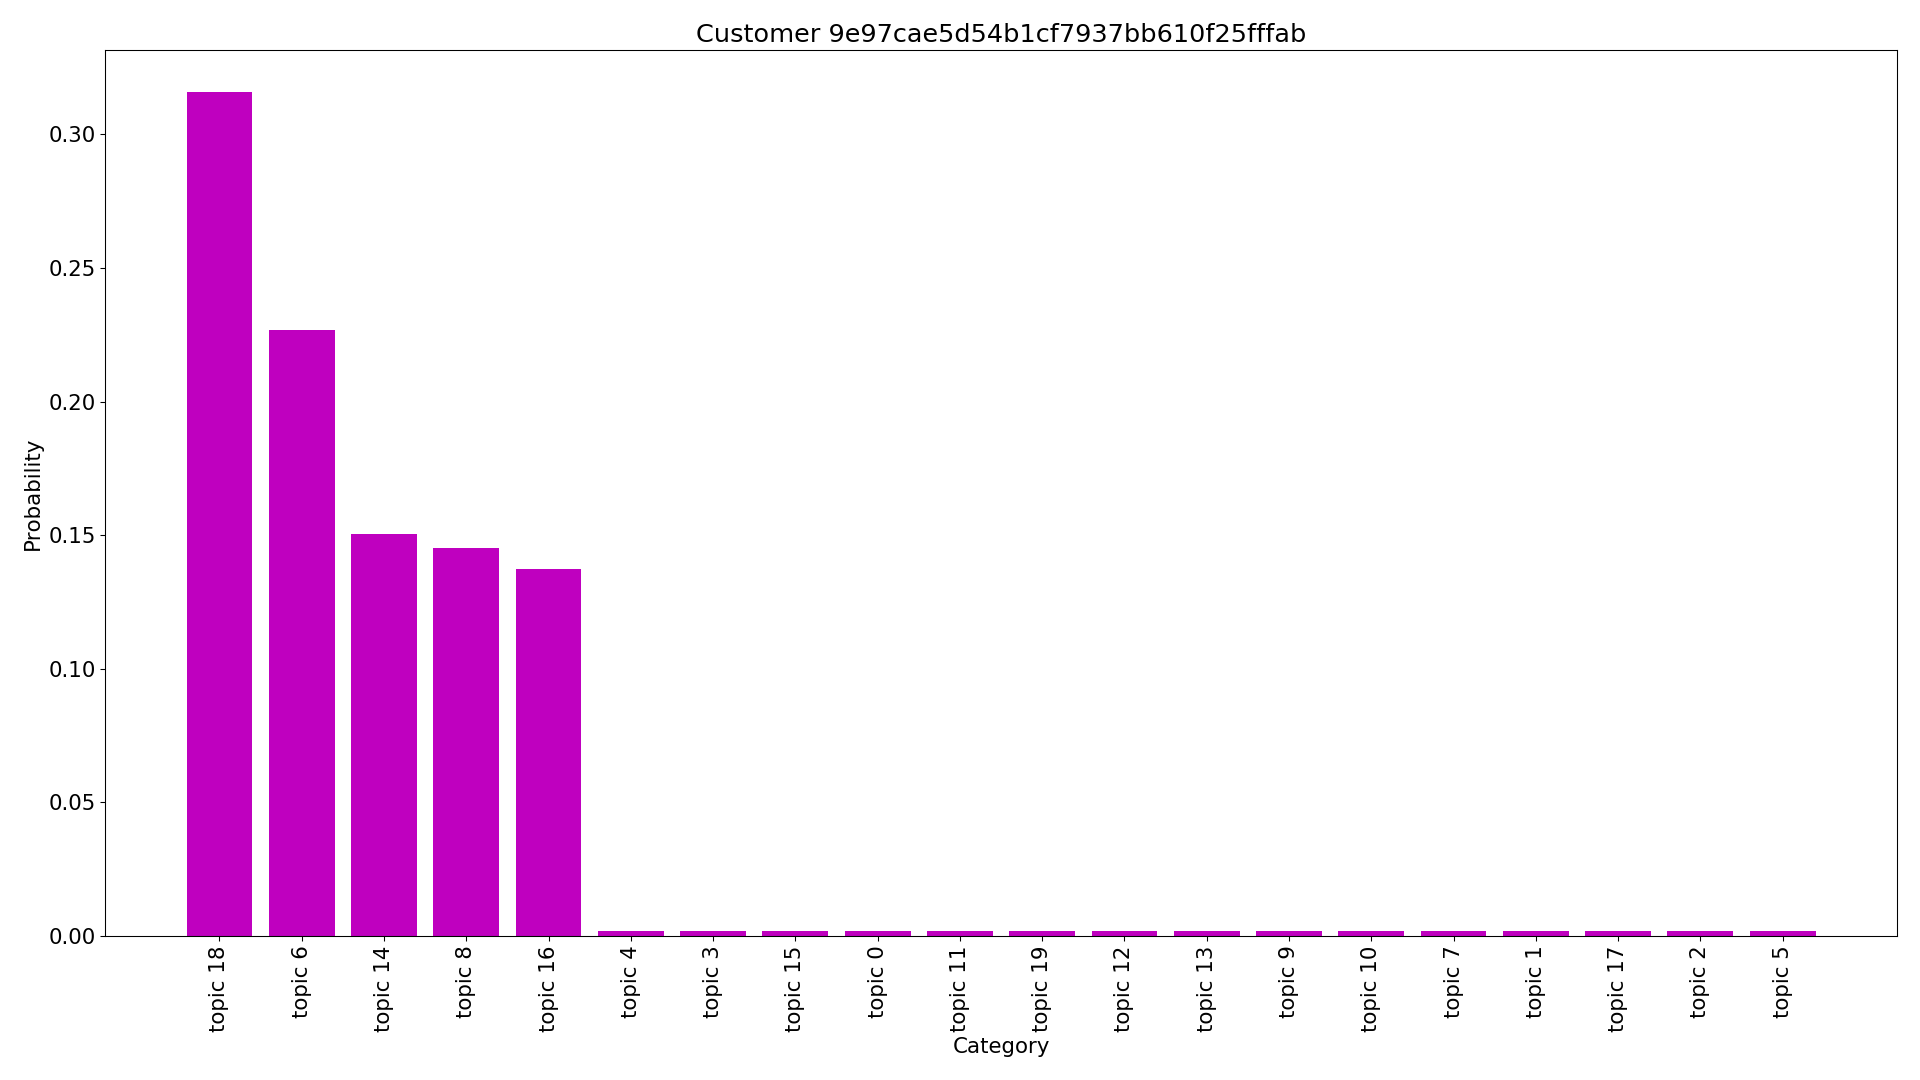 Customer 9e97cae5d54b1cf7937bb610f25fffab
Probability
0.30
0.25
0.20
0.15
0.10
0.05
0.00
topic 18
topic 6
topic 14
topic 8
topic 16
topic 4
topic 3
topic 15
topic 0
topic 11
topic 19
topic 12
topic 13
topic 9
topic 10
topic 7
topic 1
topic 17
topic 2
topic 5
Category